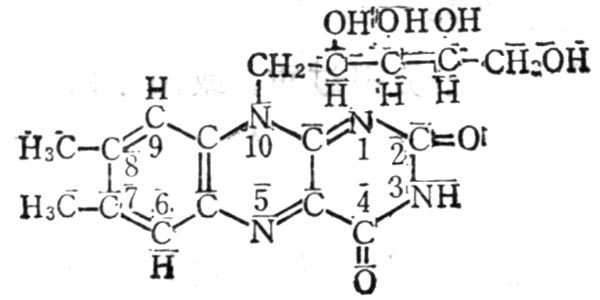 OH OH OH
CH₂-C-C=C-CH₂OH
H H H H
C N C N C=O
H₃C-C 9 C 10 1 2
8 3 NH
H₃C-C 7 6 C 5 C 4
C N C
H O